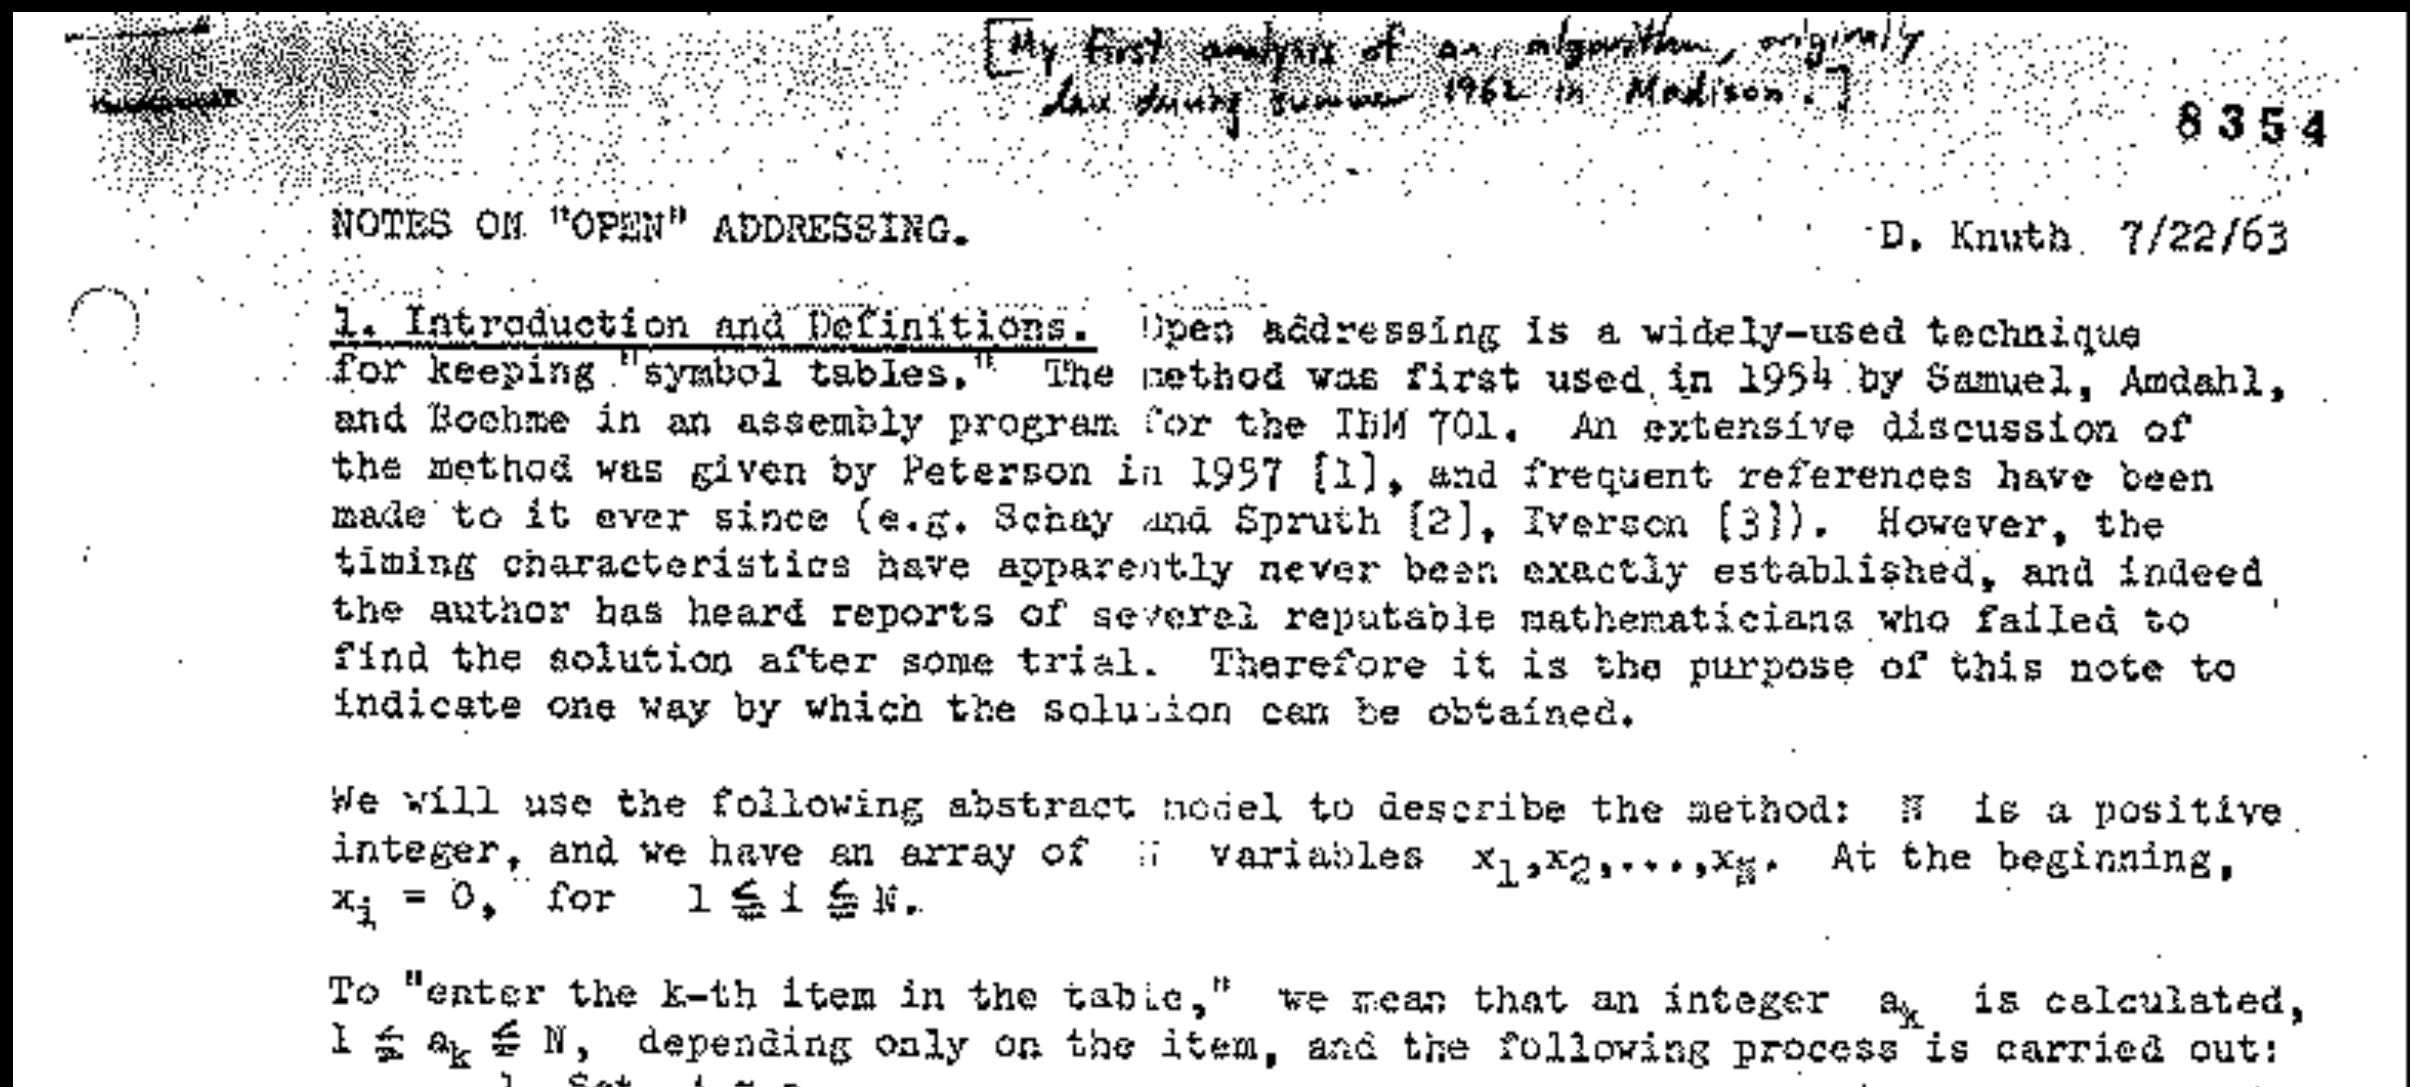 [My first analysis of an algorithm, originally
done during summer 1962 in Madison.]
8354
NOTES ON "OPEN" ADDRESSING.
D. Knuth 7/22/63
1. Introduction and Definitions. Open addressing is a widely-used technique
for keeping "symbol tables." The method was first used in 1954 by Samuel, Amdahl,
and Boehme in an assembly program for the IBM 701. An extensive discussion of
the method was given by Peterson in 1957 [1], and frequent references have been
made to it ever since (e.g. Schay and Spruth [2], Iverson [3]). However, the
timing characteristics have apparently never been exactly established, and indeed
the author has heard reports of several reputable mathematicians who failed to
find the solution after some trial. Therefore it is the purpose of this note to
indicate one way by which the solution can be obtained.
We will use the following abstract model to describe the method: N is a positive
integer, and we have an array of N variables x₁,x₂,...,x_N. At the beginning,
xᵢ = 0, for 1 ≦ i ≦ N.
To "enter the k-th item in the table," we mean that an integer aₖ is calculated,
1 ≦ aₖ ≦ N, depending only on the item, and the following process is carried out: